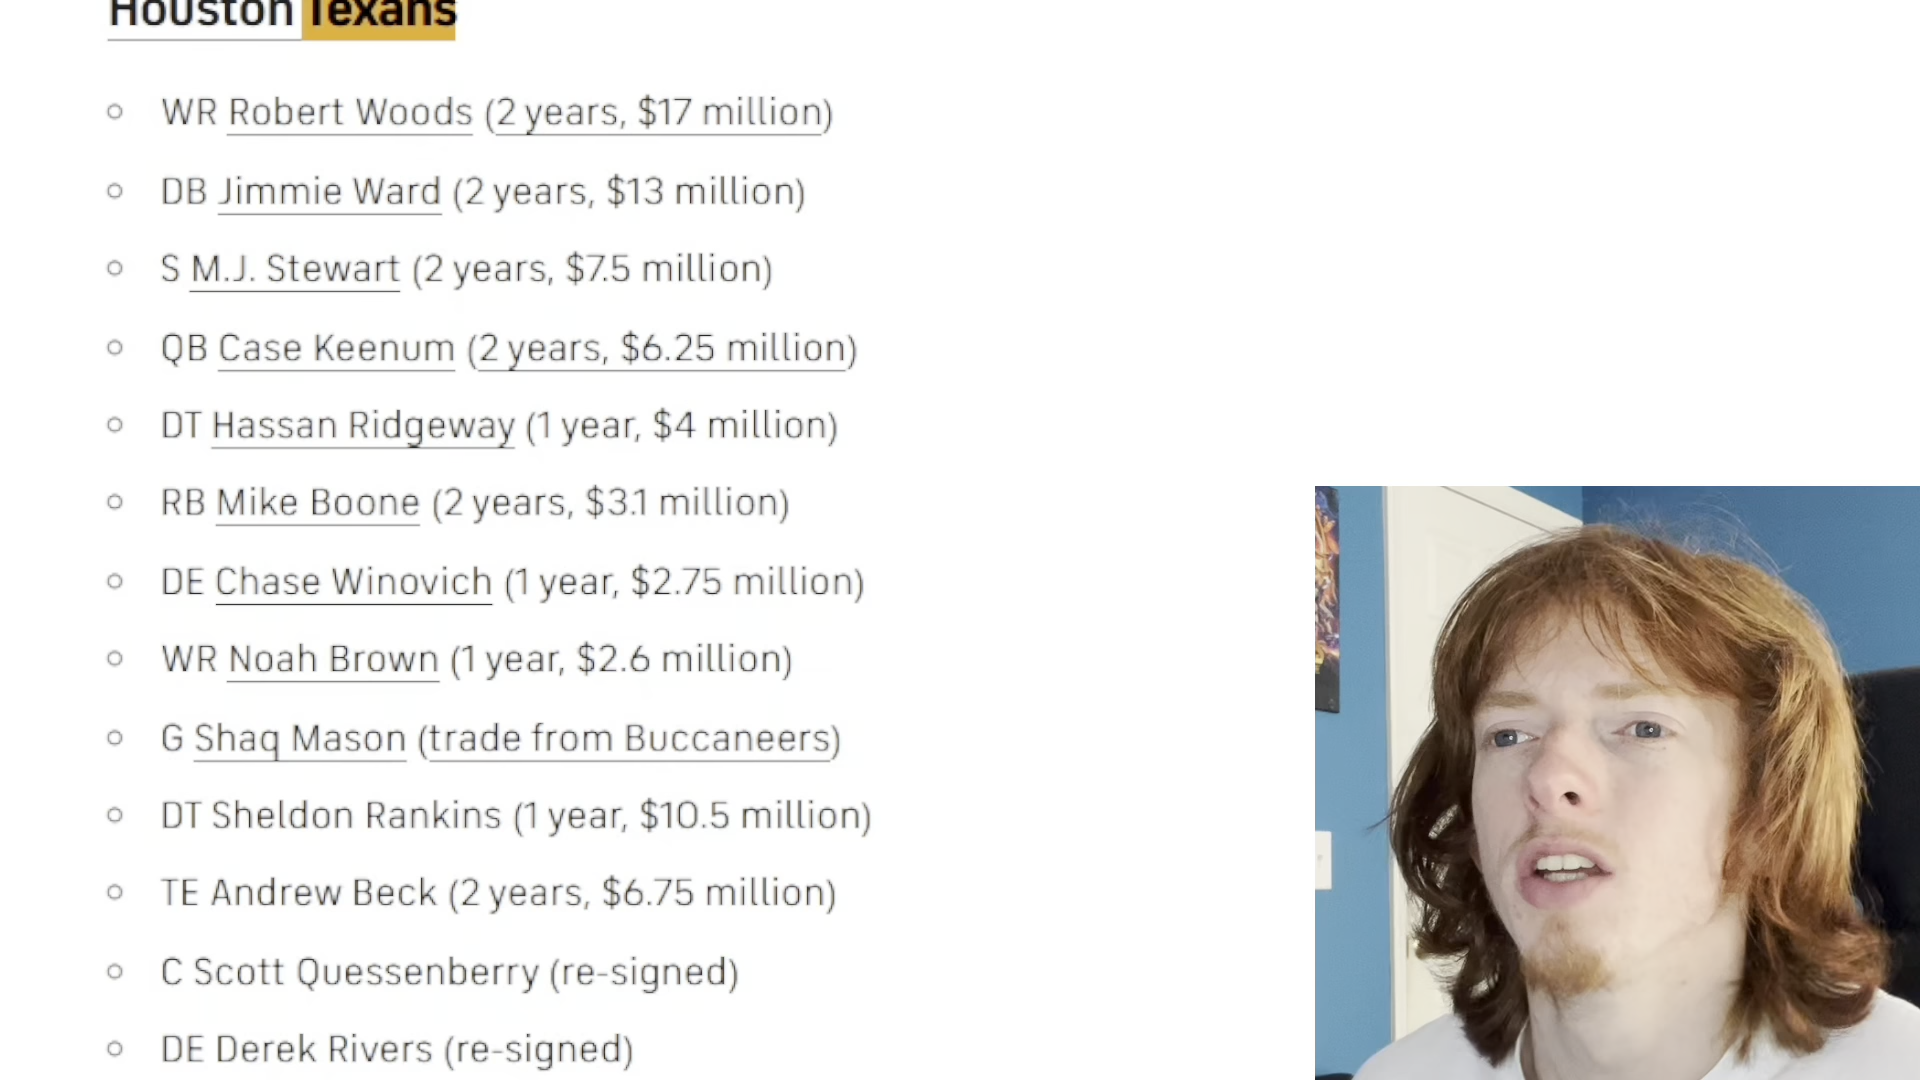 Houston Texans
WR Robert Woods (2 years, $17 million)
DB Jimmie Ward (2 years, $13 million)
S M.J. Stewart (2 years, $7.5 million)
QB Case Keenum (2 years, $6.25 million)
DT Hassan Ridgeway (1 year, $4 million)
RB Mike Boone (2 years, $3.1 million)
DE Chase Winovich (1 year, $2.75 million)
WR Noah Brown (1 year, $2.6 million)
G Shaq Mason (trade from Buccaneers)
DT Sheldon Rankins (1 year, $10.5 million)
TE Andrew Beck (2 years, $6.75 million)
C Scott Quessenberry (re-signed)
DE Derek Rivers (re-signed)